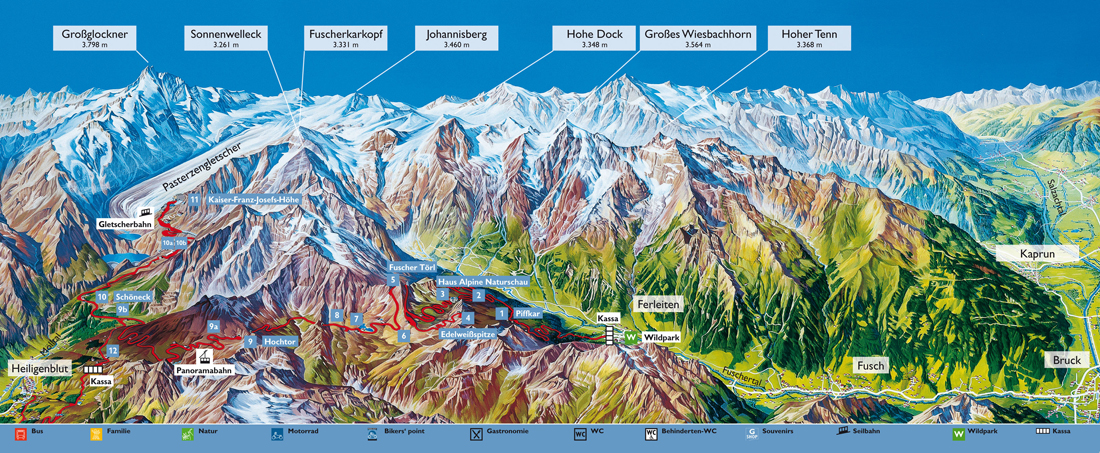 Großglockner
3.798 m
Sonnenwelleck
3.261 m
Fuscherkarkopf
3.331 m
Johannisberg
3.460 m
Hohe Dock
3.348 m
Großes Wiesbachhorn
3.564 m
Hoher Tenn
3.368 m
Pasterzengletscher
11 Kaiser-Franz-Josefs-Höhe
Gletscherbahn
10a 10b
Salzachtal
Kaprun
Fuscher Törl
5
Haus Alpine Naturschau
3
2
10 Schöneck
9b
Ferleiten
1 Piffkar
4
Kassa
8
7
9a
6
Edelweißspitze
W Wildpark
9 Hochtor
12
Heiligenblut
Kassa
Panoramabahn
Fuschertal
Fusch
Bruck
Bus
Familie
Natur
Motorrad
Bikers' point
Gastronomie
WC WC
WC Behinderten-WC
G SHOP Souvenirs
Seilbahn
W Wildpark
Kassa